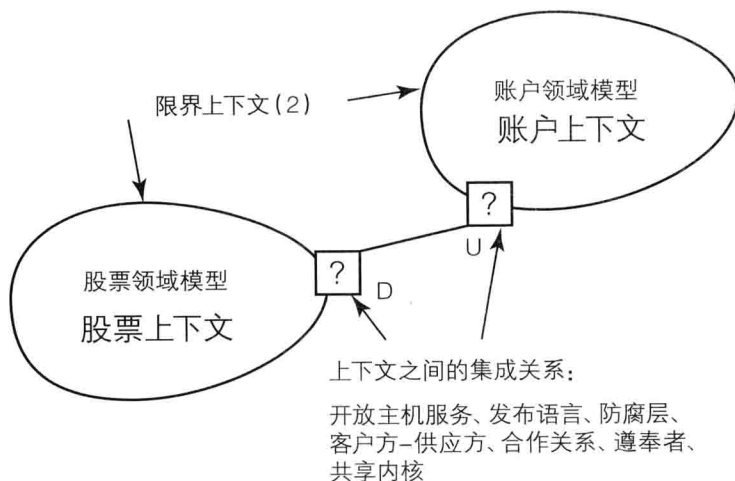 账户领域模型
限界上下文(2)
账户上下文
?
U
?
D
股票领域模型
股票上下文
上下文之间的集成关系：
开放主机服务、发布语言、防腐层、
客户方-供应方、合作关系、遵奉者、
共享内核